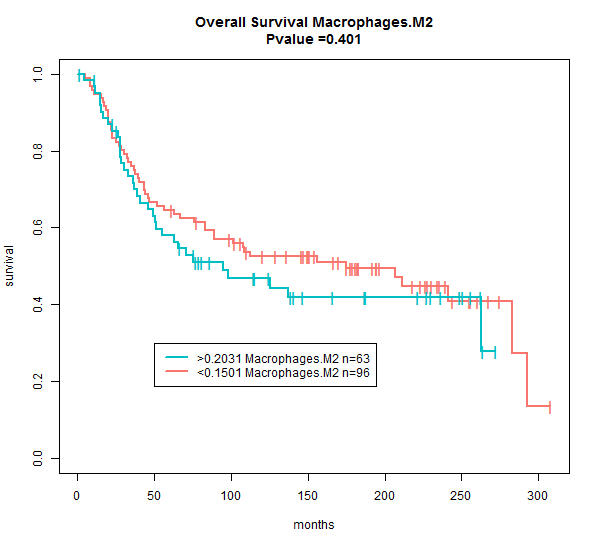 Overall Survival Macrophages.M2
Pvalue =0.401
survival
1.0
0.8
0.6
0.4
0.2
0.0
>0.2031 Macrophages.M2 n=63
<0.1501 Macrophages.M2 n=96
0 50 100 150 200 250 300
months